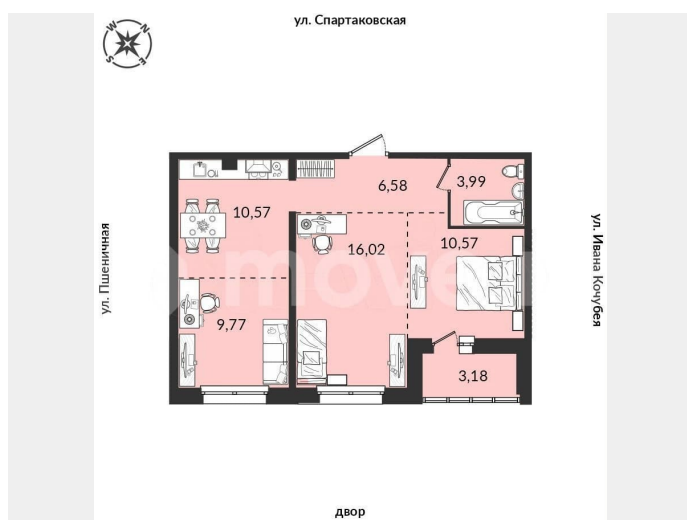 ул. Спартаковская
N
W
E
S
6,58
3,99
10,57
16,02
10,57
9,77
3,18
ул. Пшеничная
ул. Ивана Кочубея
move
двор